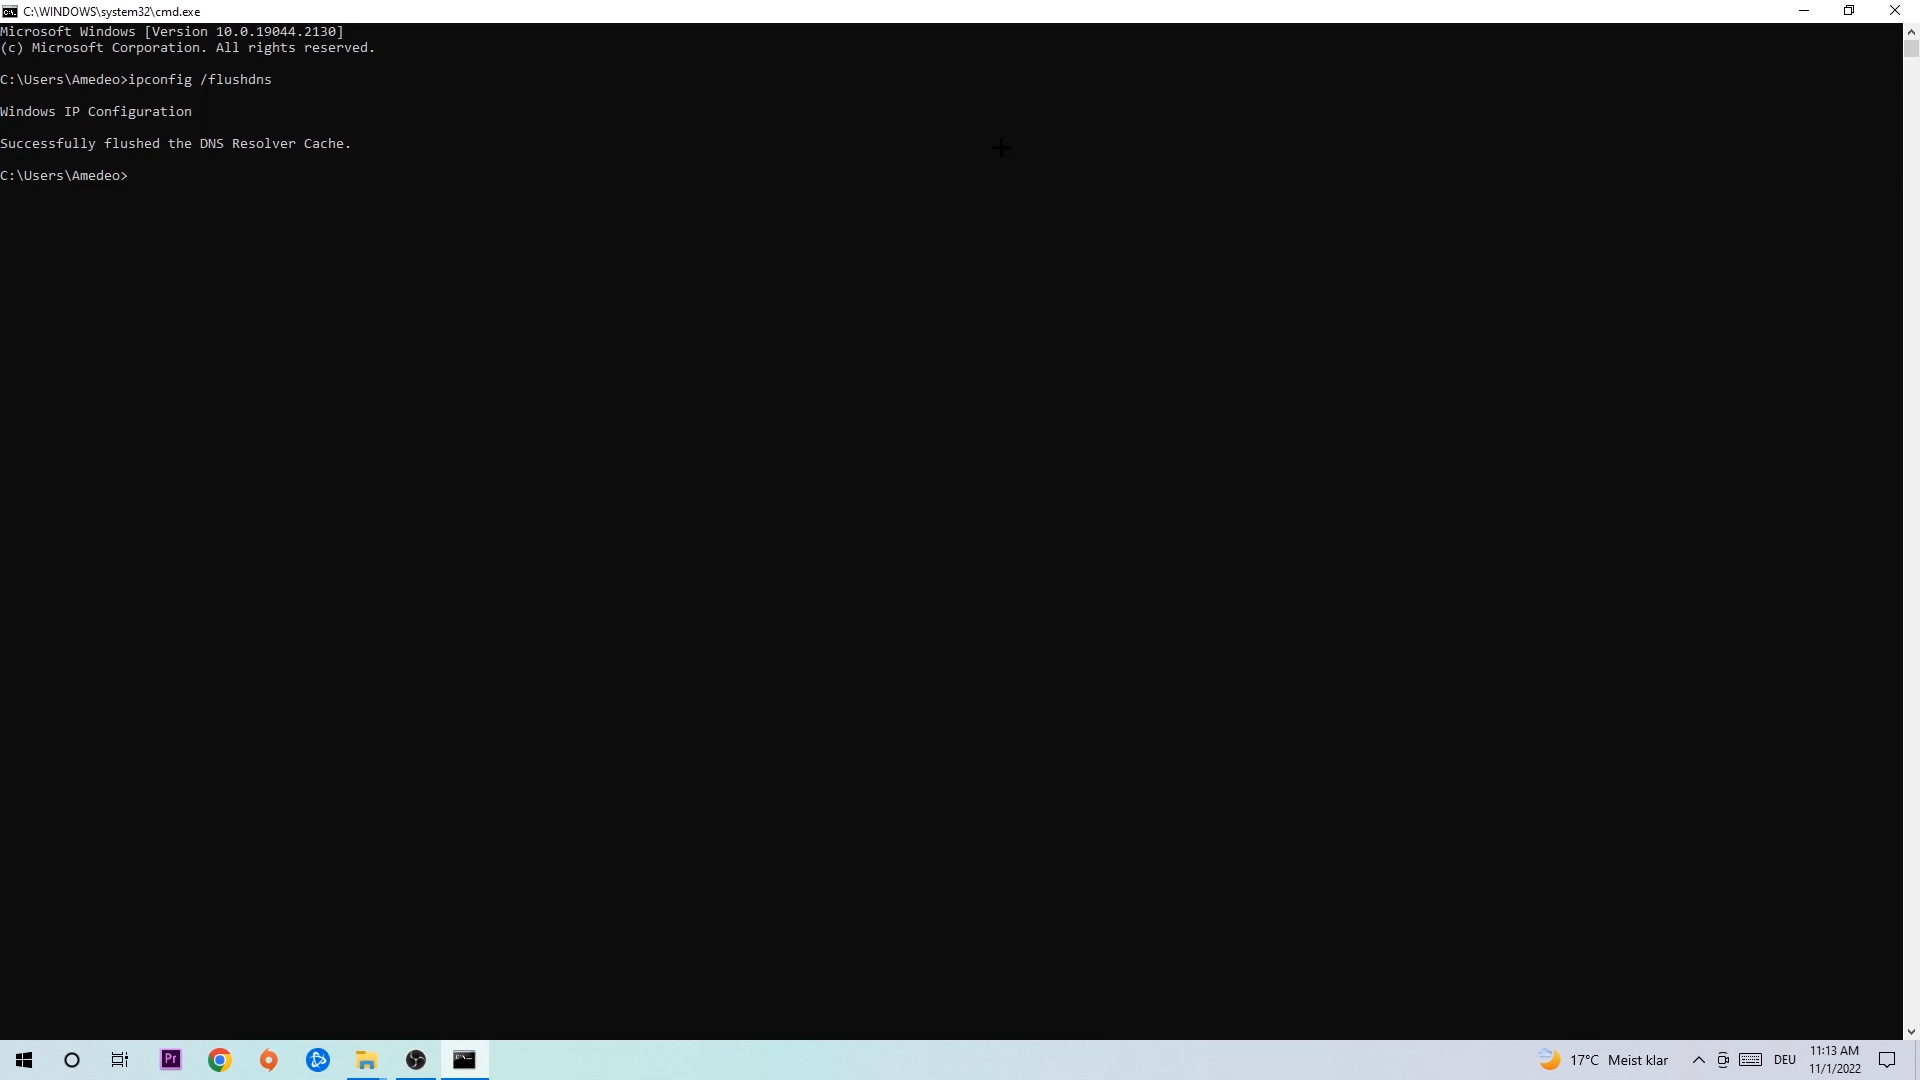 C:\WINDOWS\system32\cmd.exe
Microsoft Windows [Version 10.0.19044.2130]
(c) Microsoft Corporation. All rights reserved.
C:\Users\Amedeo>ipconfig /flushdns
Windows IP Configuration
Successfully flushed the DNS Resolver Cache.
C:\Users\Amedeo>
Pr
17°C Meist klar
DEU
11:13 AM
11/1/2022